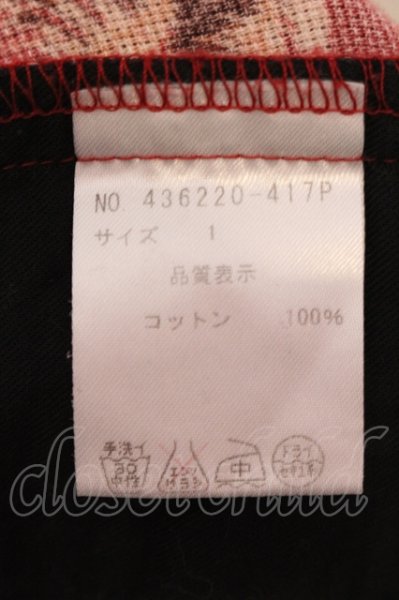 NO. 436220-417P
サイズ 1
品質表示
コットン 100%
手洗イ
30
中性
エンソ
サラシ
中
ドライ
セキユ系
closet child